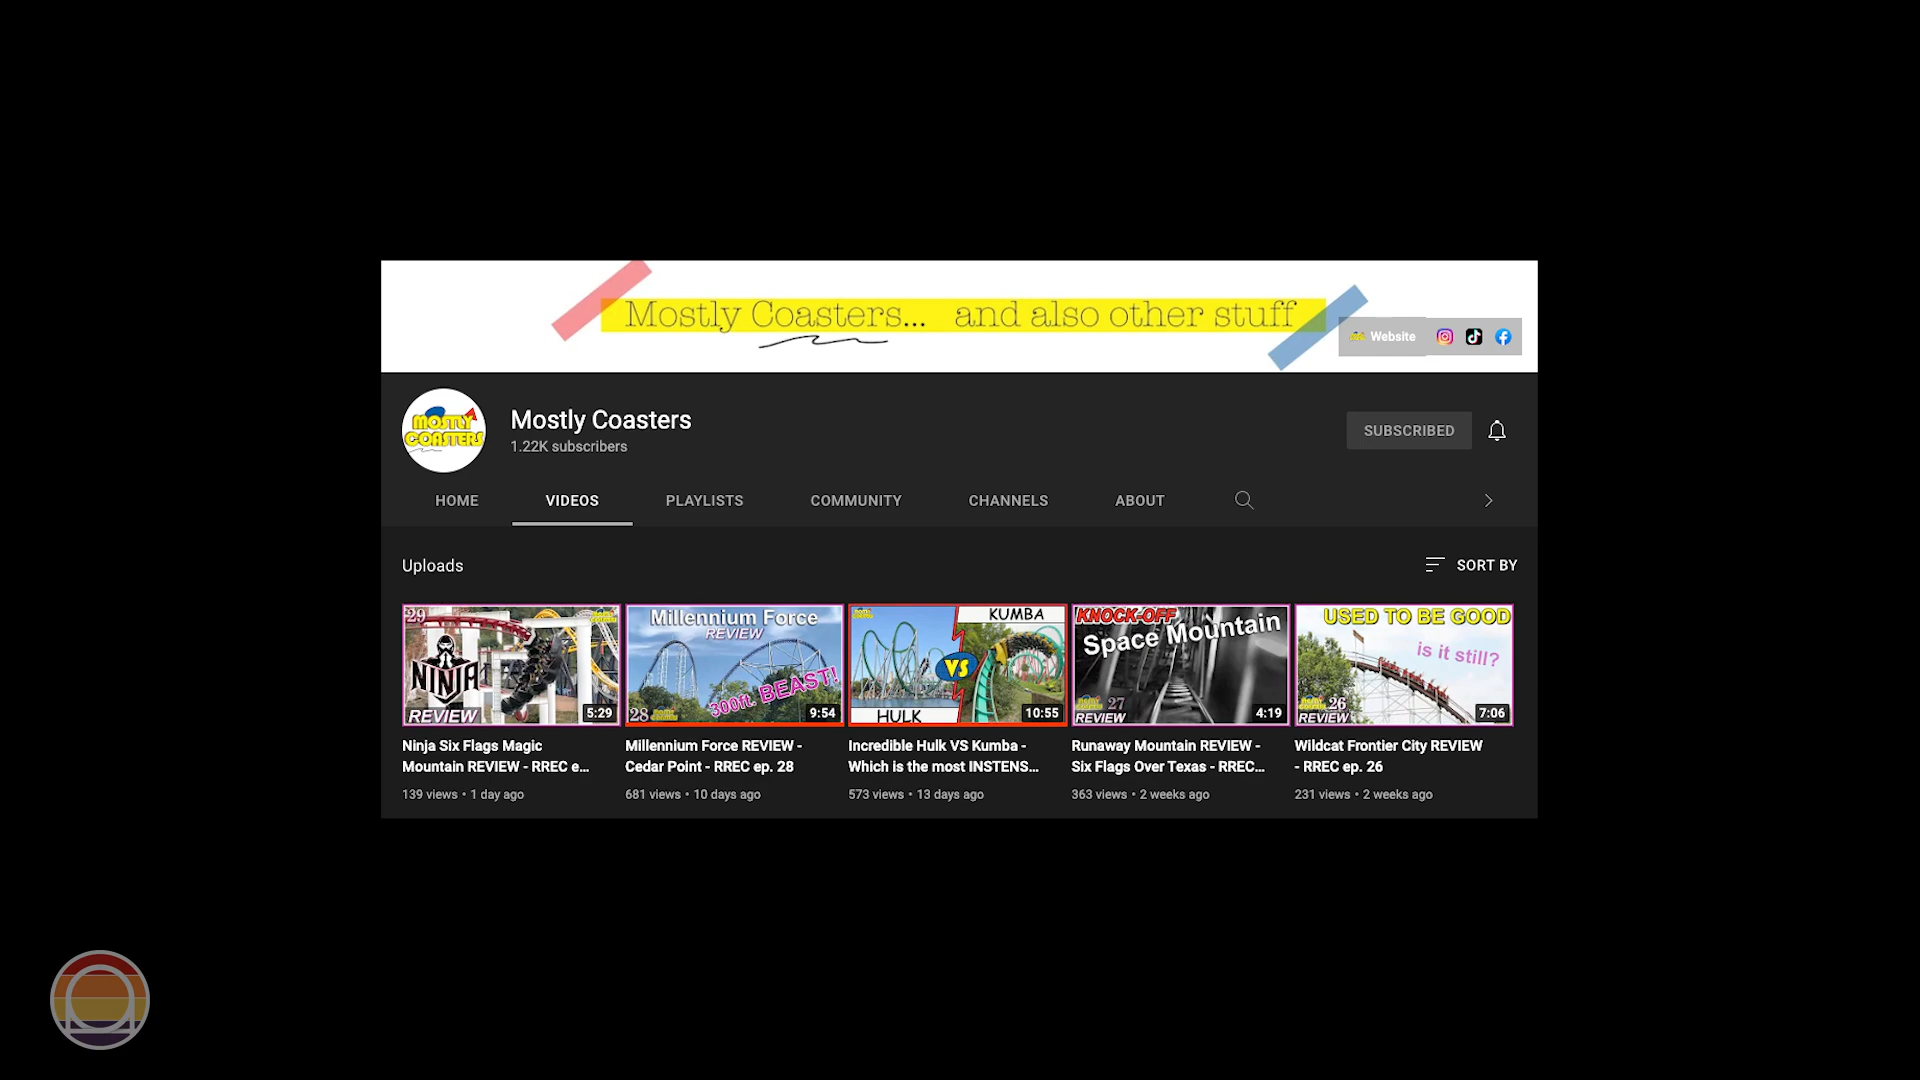 Mostly Coasters... and also other stuff
Website
MOSTLY
COASTERS
Mostly Coasters
1.22K subscribers
SUBSCRIBED
HOME
VIDEOS
PLAYLISTS
COMMUNITY
CHANNELS
ABOUT
Uploads
SORT BY
29
NINJA
REVIEW
5:29
Millennium Force
REVIEW
300ft. BEAST!
28
9:54
KUMBA
VS
HULK
10:55
KNOCK-OFF
Space Mountain
27
REVIEW
4:19
USED TO BE GOOD
is it still?
26
REVIEW
7:06
Ninja Six Flags Magic
Mountain REVIEW - RREC e...
139 views • 1 day ago
Millennium Force REVIEW -
Cedar Point - RREC ep. 28
681 views • 10 days ago
Incredible Hulk VS Kumba -
Which is the most INSTENS...
573 views • 13 days ago
Runaway Mountain REVIEW -
Six Flags Over Texas - RREC...
363 views • 2 weeks ago
Wildcat Frontier City REVIEW
- RREC ep. 26
231 views • 2 weeks ago